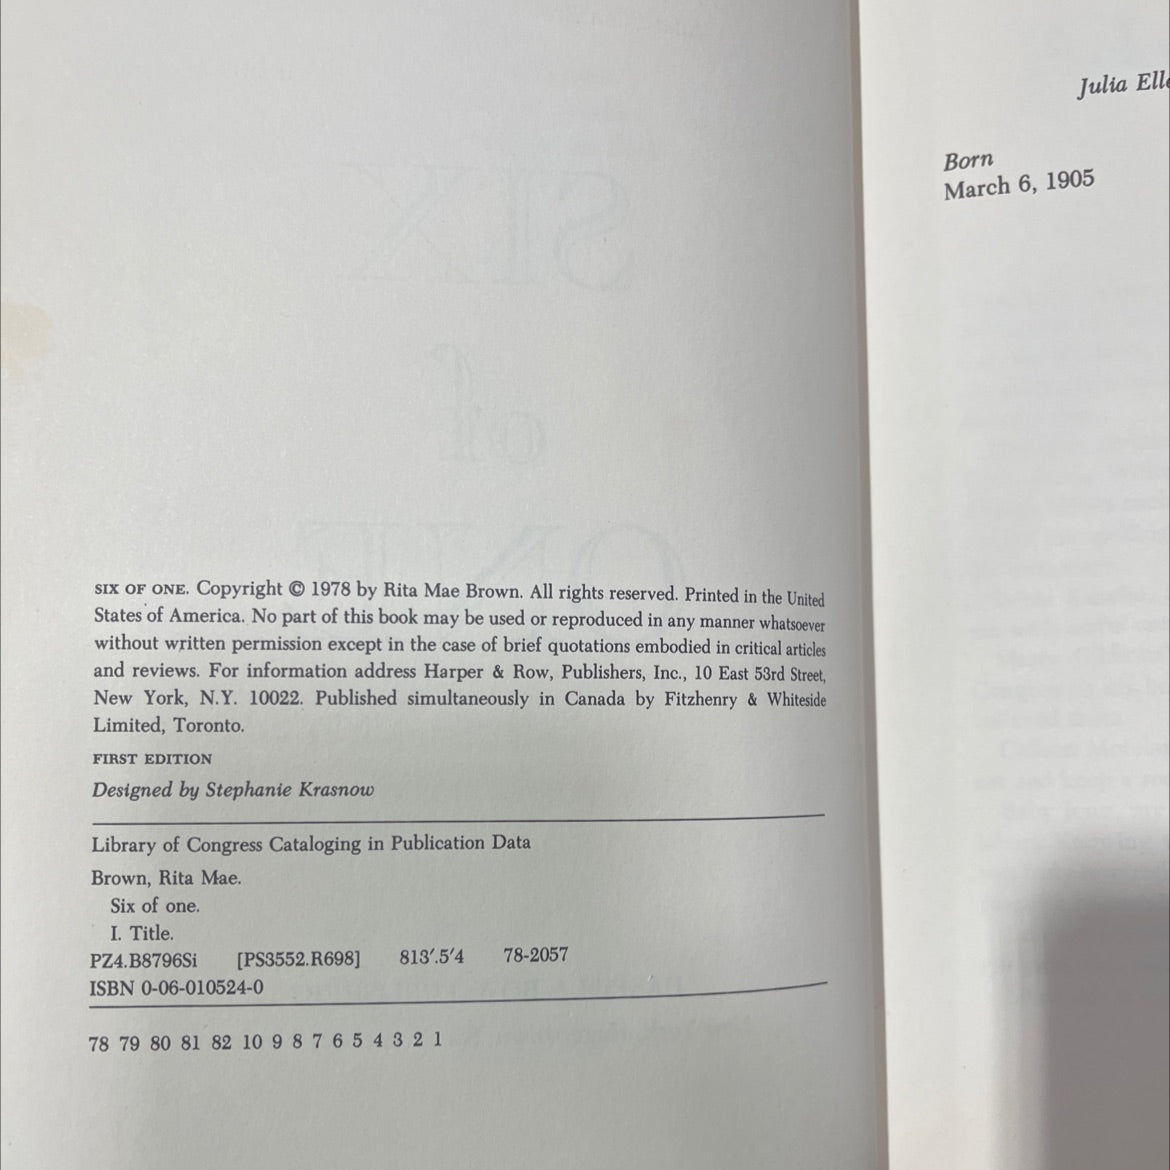 SIX
of
ONE
SIX OF ONE. Copyright © 1978 by Rita Mae Brown. All rights reserved. Printed in the United
States of America. No part of this book may be used or reproduced in any manner whatsoever
without written permission except in the case of brief quotations embodied in critical articles
and reviews. For information address Harper & Row, Publishers, Inc., 10 East 53rd Street,
New York, N.Y. 10022. Published simultaneously in Canada by Fitzhenry & Whiteside
Limited, Toronto.
FIRST EDITION
Designed by Stephanie Krasnow
Library of Congress Cataloging in Publication Data
Brown, Rita Mae.
Six of one.
I. Title.
PZ4.B8796Si [PS3552.R698] 813′.5′4 78-2057
ISBN 0-06-010524-0
78 79 80 81 82 10 9 8 7 6 5 4 3 2 1
Julia
Born
March 6, 1905